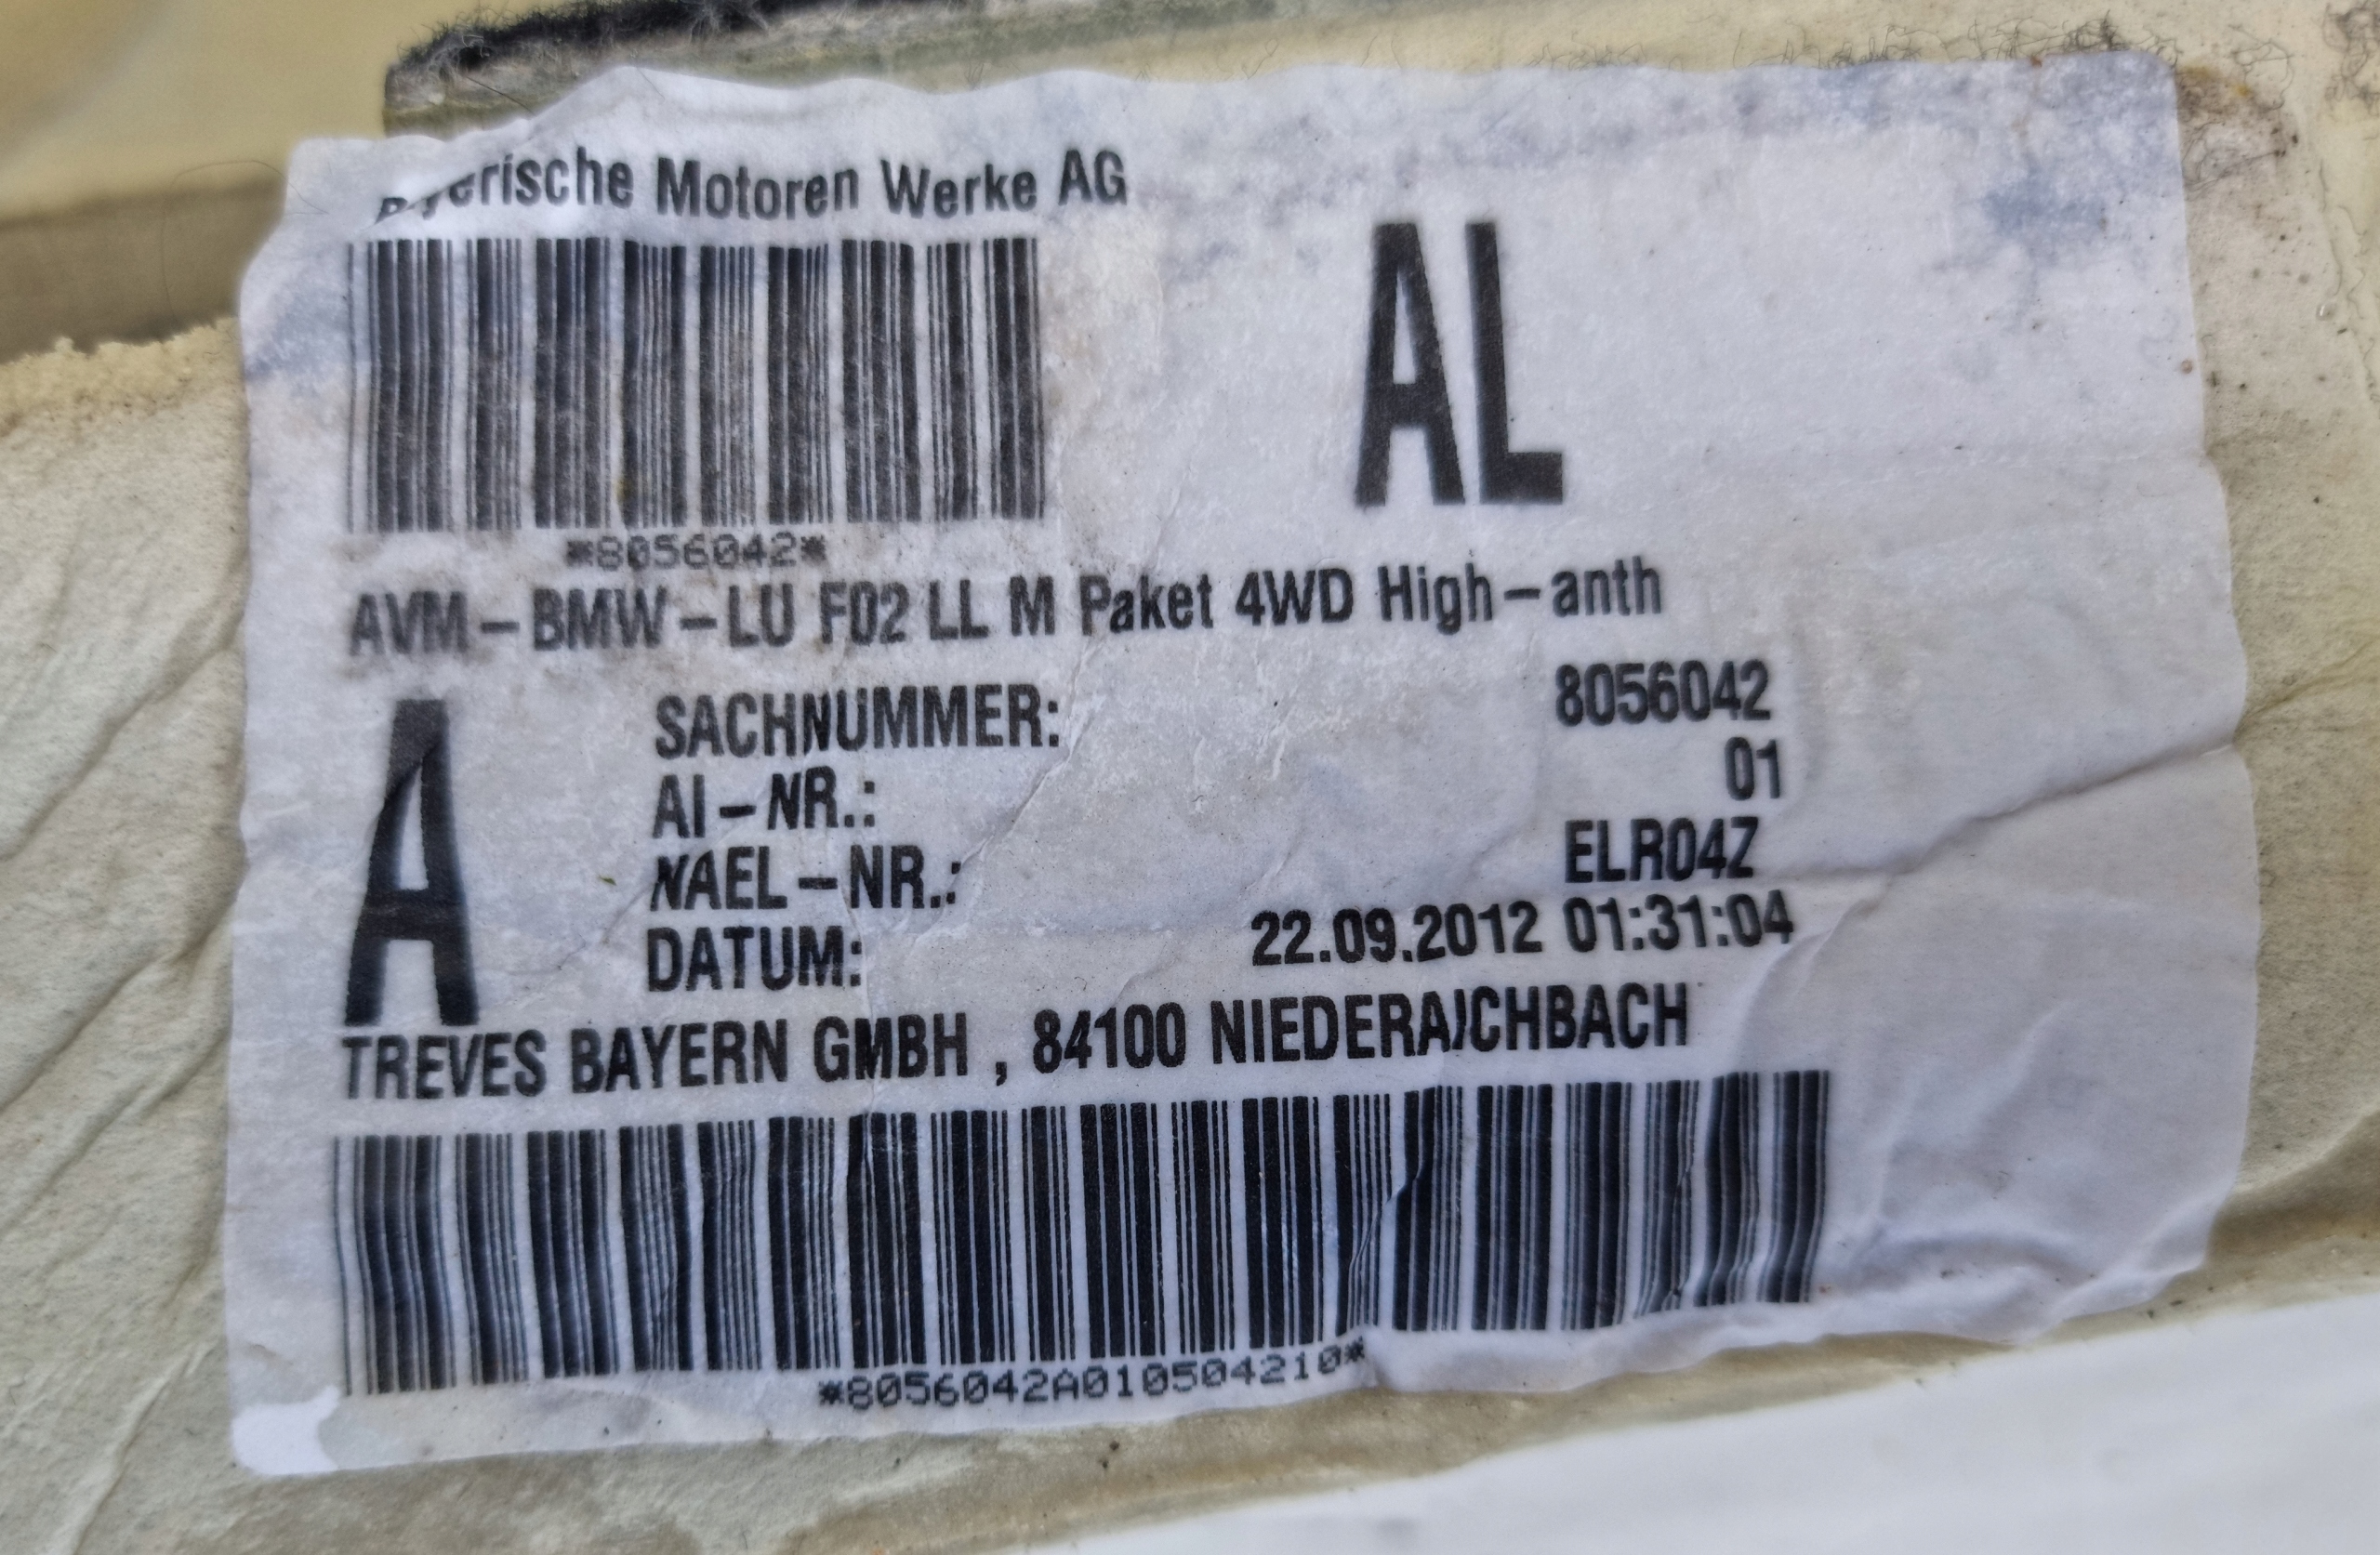 Bayerische Motoren Werke AG
AL
*8056042*
AVM-BMW-LU F02 LL M Paket 4WD High-anth
A
SACHNUMMER: 8056042
AI-NR.: 01
NAEL-NR.: ELR04Z
DATUM: 22.09.2012 01:31:04
TREVES BAYERN GMBH , 84100 NIEDERAICHBACH
*8056042A010504210*